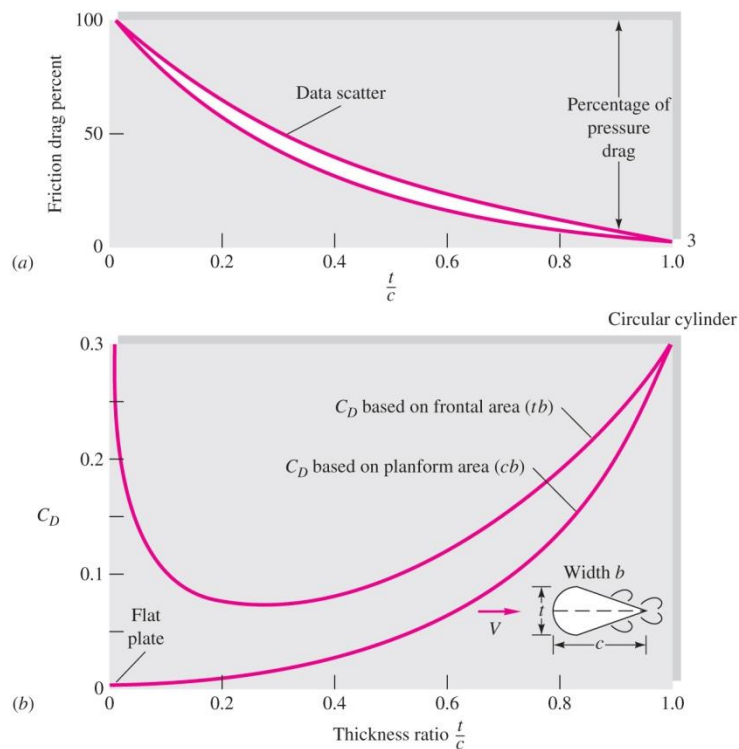 100
50
0
Friction drag percent
Data scatter
Percentage of
pressure
drag
3
(a)
0
0.2
0.4
0.6
0.8
1.0
t/c
Circular cylinder
0.3
0.2
C_D
0.1
0
C_D based on frontal area (tb)
C_D based on planform area (cb)
Width b
t
V
c
Flat
plate
(b)
0
0.2
0.4
0.6
0.8
1.0
Thickness ratio t/c